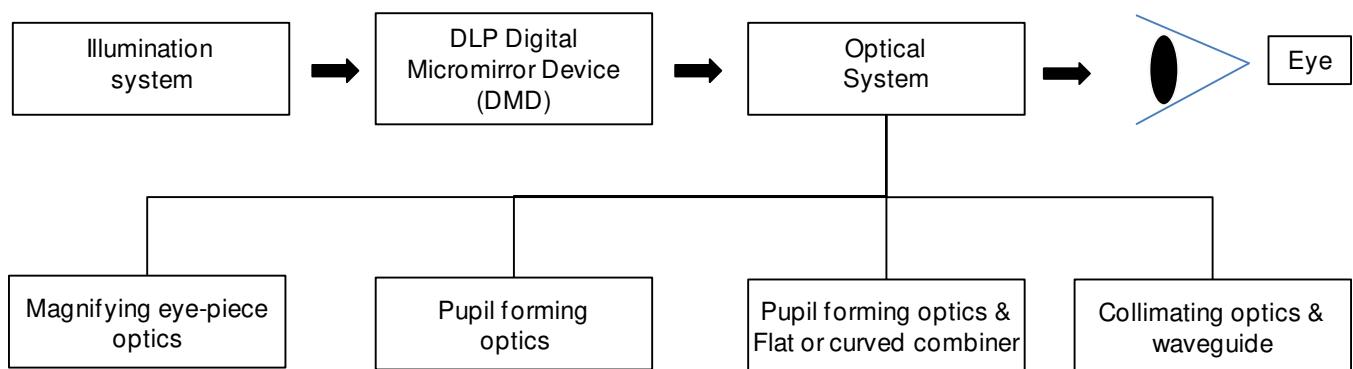 Illumination
system
DLP Digital
Micromirror Device
(DMD)
Optical
System
Eye
Magnifying eye-piece
optics
Pupil forming
optics
Pupil forming optics &
Flat or curved combiner
Collimating optics &
waveguide